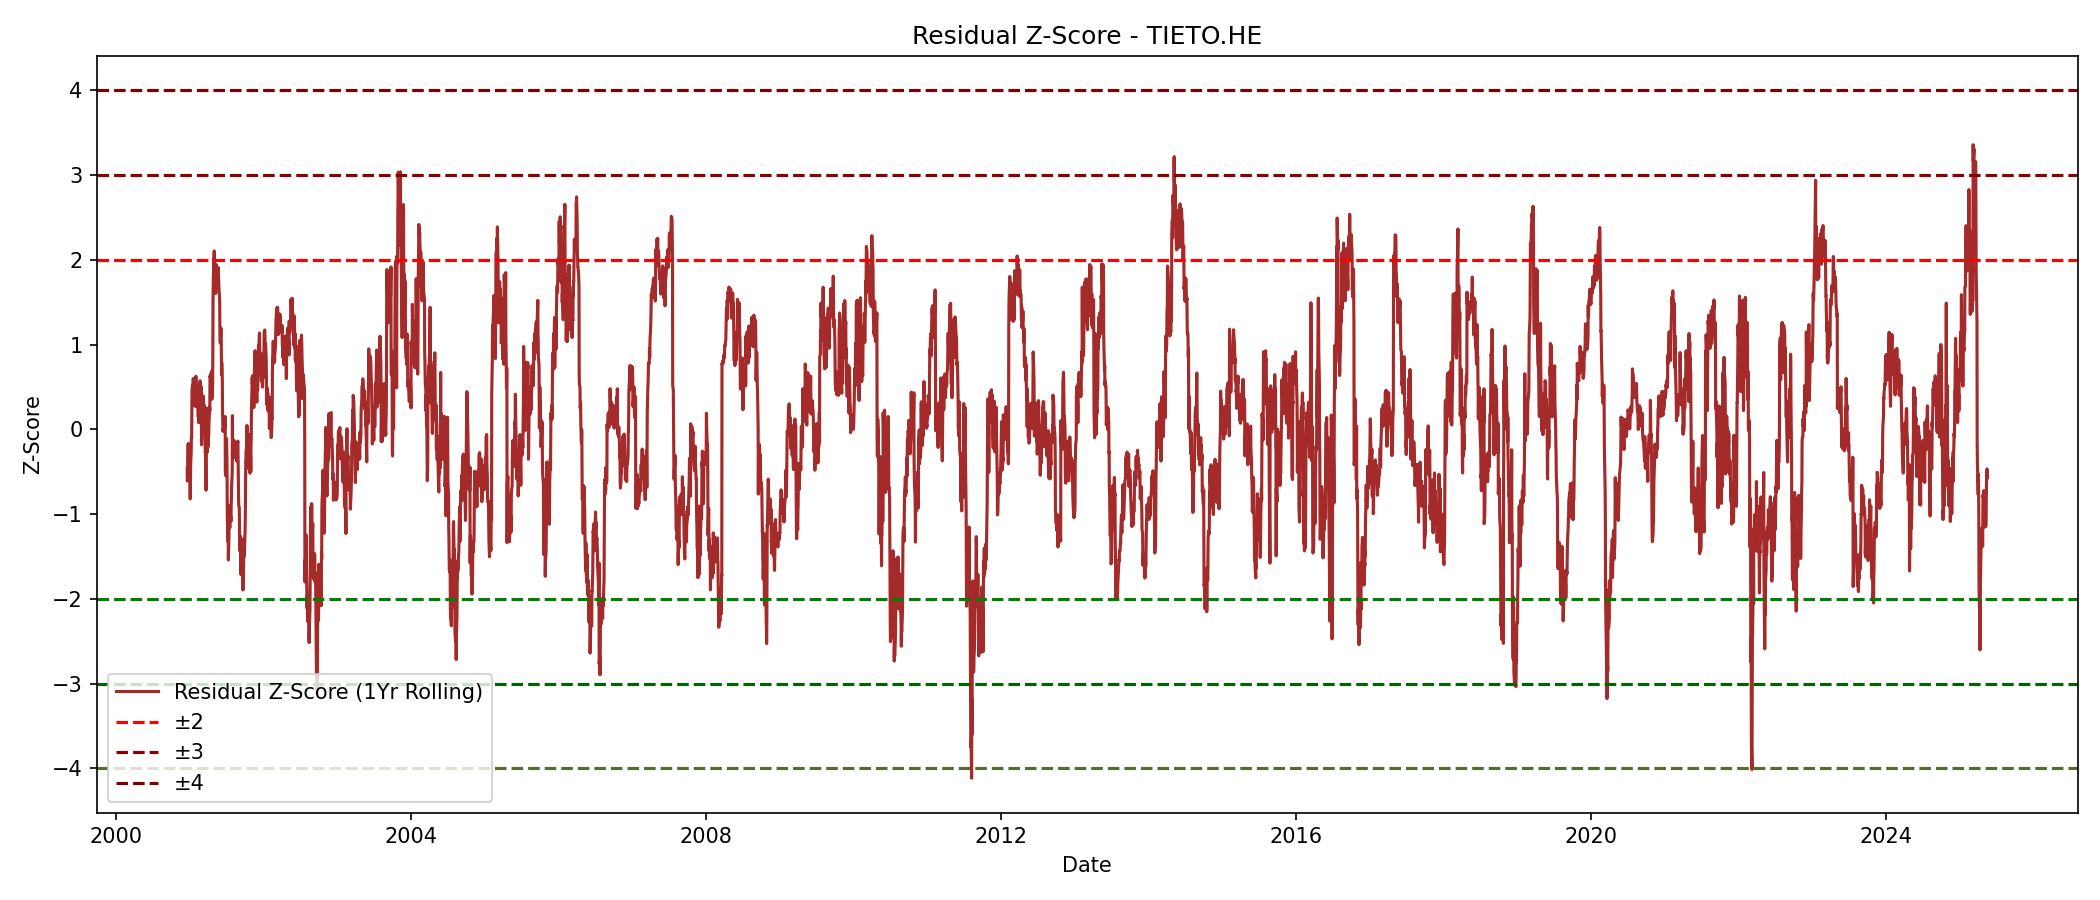 Residual Z-Score - TIETO.HE
4
3
2
1
0
−1
−2
−3
−4
Z-Score
Residual Z-Score (1Yr Rolling)
±2
±3
±4
2000 2004 2008 2012 2016 2020 2024
Date